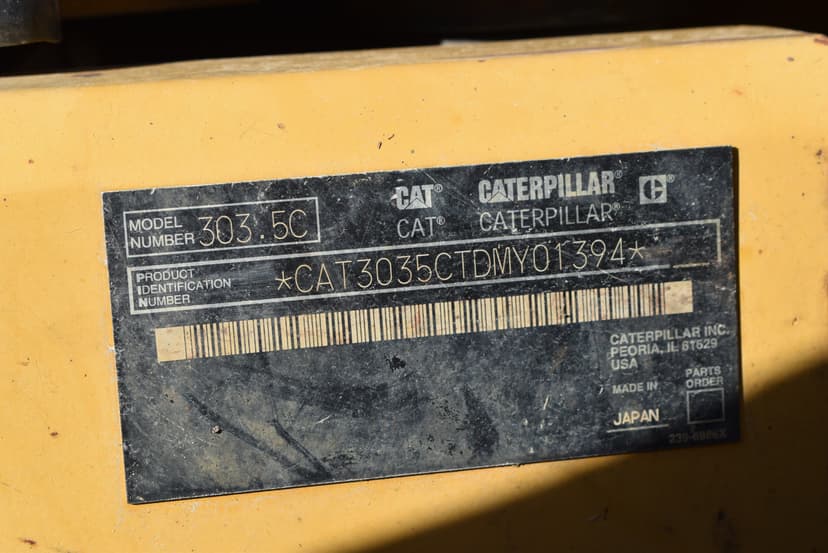 MODEL NUMBER 303.5C
CAT® CATERPILLAR® C®
CAT® CATERPILLAR®
PRODUCT IDENTIFICATION NUMBER *CAT3035CTDMY01394*
CATERPILLAR INC.
PEORIA, IL 61629
USA
MADE IN
JAPAN
PARTS ORDER